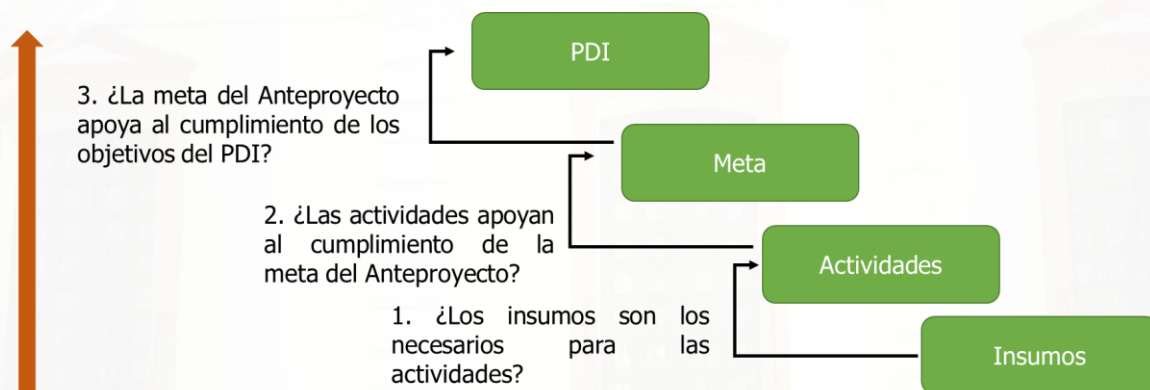 PDI
3. ¿La meta del Anteproyecto
apoya al cumplimiento de los
objetivos del PDI?
Meta
2. ¿Las actividades apoyan
al cumplimiento de la
meta del Anteproyecto?
Actividades
1. ¿Los insumos son los
necesarios para las
actividades?
Insumos